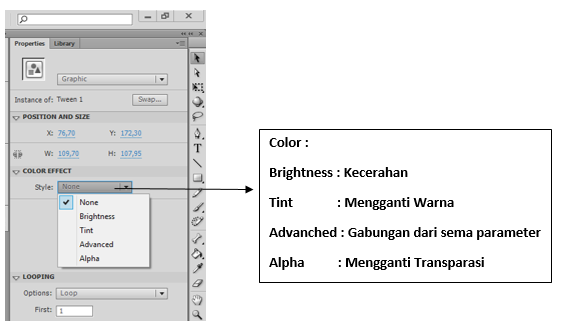 Properties Library
Graphic
Instance of: Tween 1 Swap...
POSITION AND SIZE
X: 76,70 Y: 172,30
W: 109,70 H: 107,95
COLOR EFFECT
Style: None
None
Brightness
Tint
Advanced
Alpha
LOOPING
Options: Loop
First: 1
T
Color :
Brightness : Kecerahan
Tint : Mengganti Warna
Advanched : Gabungan dari sema parameter
Alpha : Mengganti Transparasi